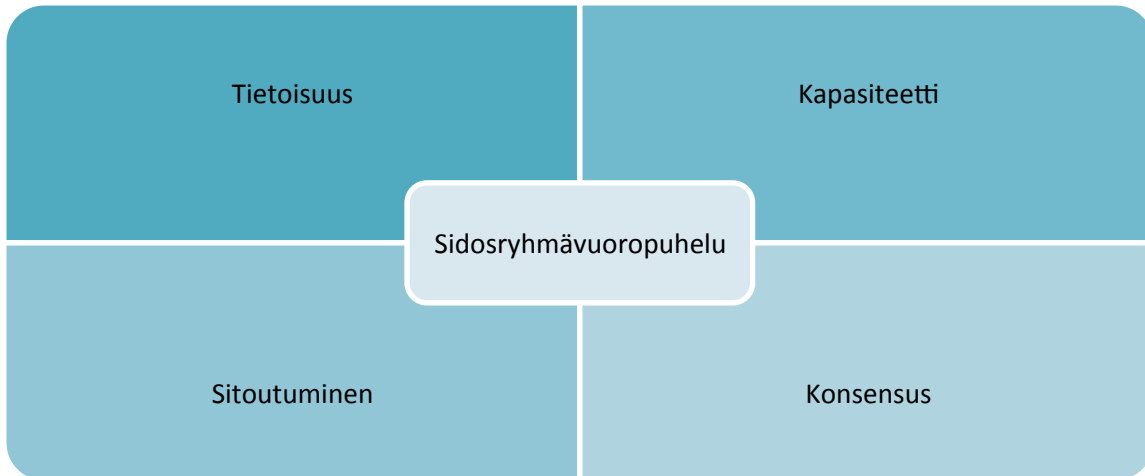 Tietoisuus
Kapasiteetti
Sidosryhmävuoropuhelu
Sitoutuminen
Konsensus